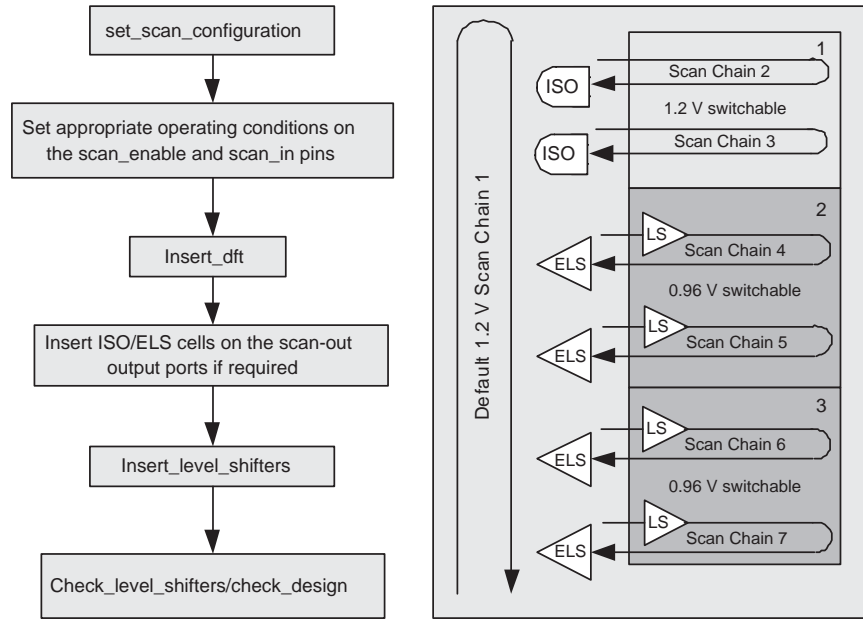 set_scan_configuration
Set appropriate operating conditions on
the scan_enable and scan_in pins
Insert_dft
Insert ISO/ELS cells on the scan-out
output ports if required
Insert_level_shifters
Check_level_shifters/check_design
Default 1.2 V Scan Chain 1
1
ISO
Scan Chain 2
1.2 V switchable
ISO
Scan Chain 3
2
LS
ELS
Scan Chain 4
0.96 V switchable
LS
ELS
Scan Chain 5
3
LS
ELS
Scan Chain 6
0.96 V switchable
LS
ELS
Scan Chain 7